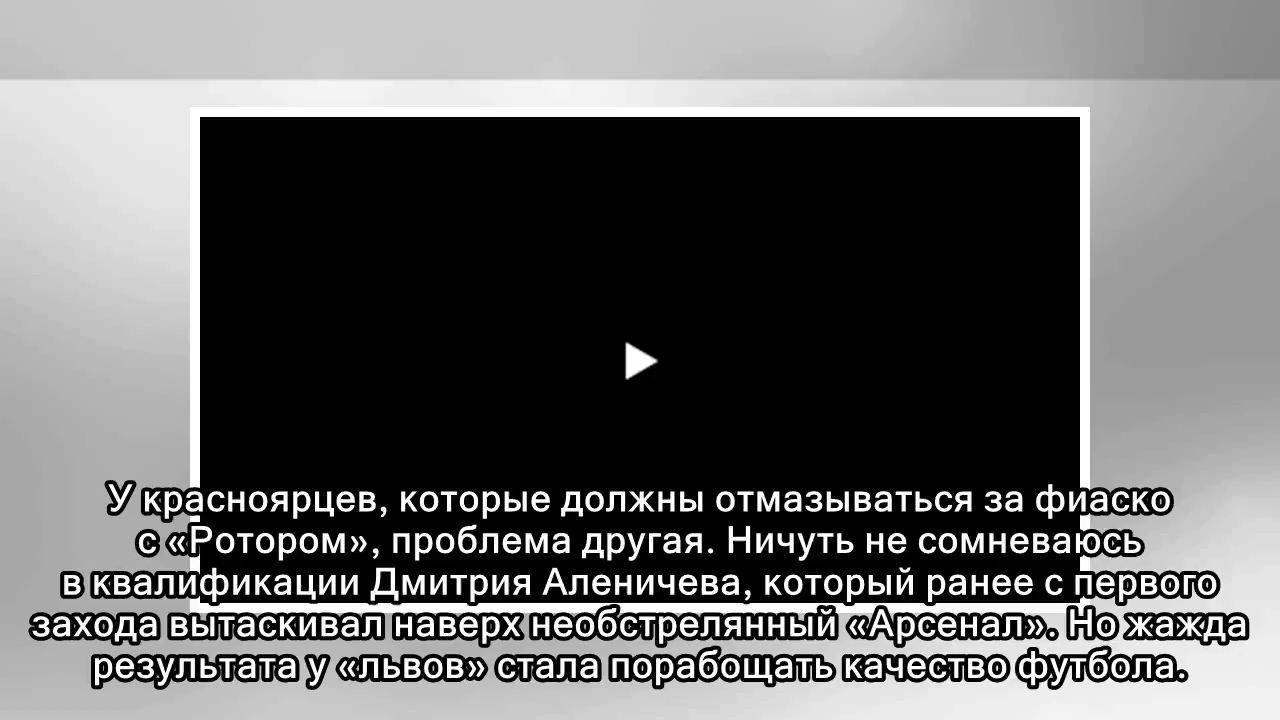 У красноярцев, которые должны отмазываться за фиаско
с «Ротором», проблема другая. Ничуть не сомневаюсь
в квалификации Дмитрия Аленичева, который ранее с первого
захода вытаскивал наверх необстрелянный «Арсенал». Но жажда
результата у «львов» стала порабощать качество футбола.